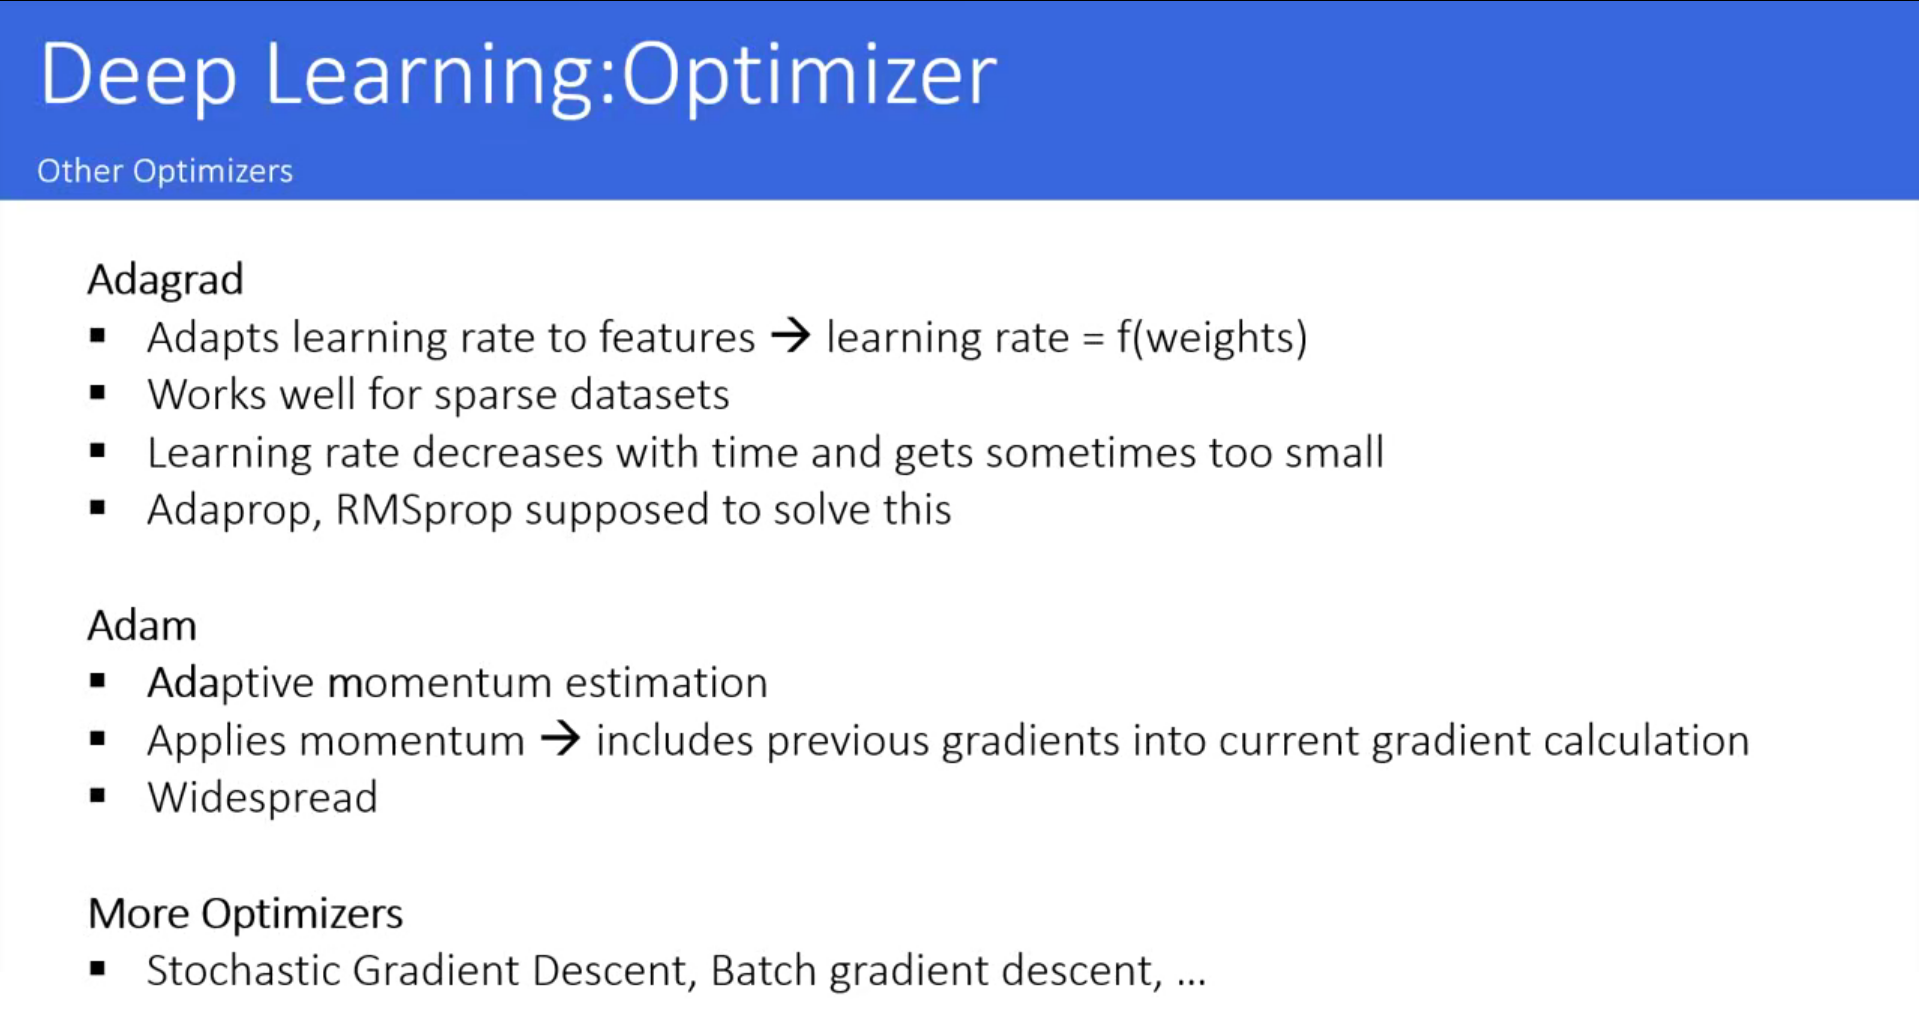 Deep Learning:Optimizer
Other Optimizers
Adagrad
▪ Adapts learning rate to features → learning rate = f(weights)
▪ Works well for sparse datasets
▪ Learning rate decreases with time and gets sometimes too small
▪ Adaprop, RMSprop supposed to solve this
Adam
▪ Adaptive momentum estimation
▪ Applies momentum → includes previous gradients into current gradient calculation
▪ Widespread
More Optimizers
▪ Stochastic Gradient Descent, Batch gradient descent, ...